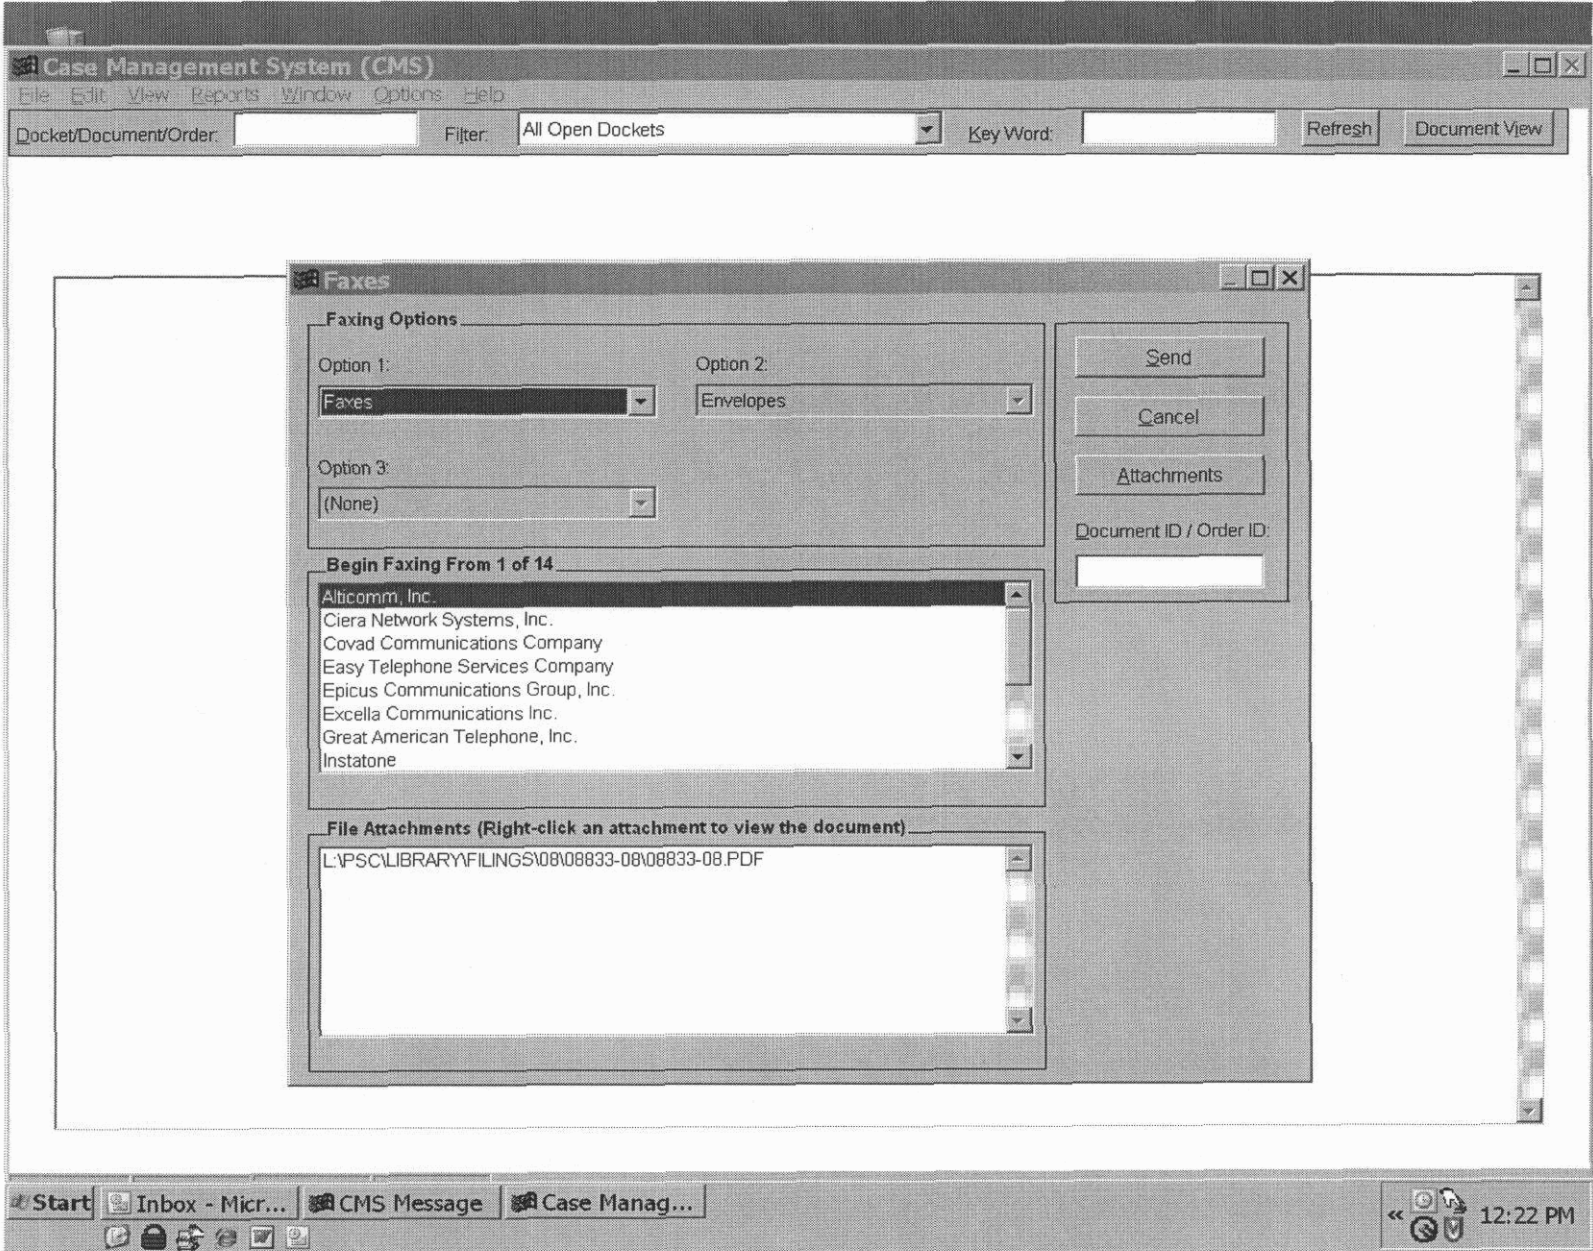 Case Management System (CMS)
File Edit View Reports Window Options Help
Docket/Document/Order: Filter: All Open Dockets Key Word: Refresh Document View
Faxes
Faxing Options
Option 1: Option 2:
Faxes Envelopes
Option 3:
(None)
Send
Cancel
Attachments
Document ID / Order ID:
Begin Faxing From 1 of 14
Alticomm, Inc.
Ciera Network Systems, Inc.
Covad Communications Company
Easy Telephone Services Company
Epicus Communications Group, Inc.
Excella Communications Inc.
Great American Telephone, Inc.
Instatone
File Attachments (Right-click an attachment to view the document)
L:\PSC\LIBRARY\FILINGS\08\08833-08\08833-08.PDF
Start Inbox - Micr... CMS Message Case Manag... « 12:22 PM